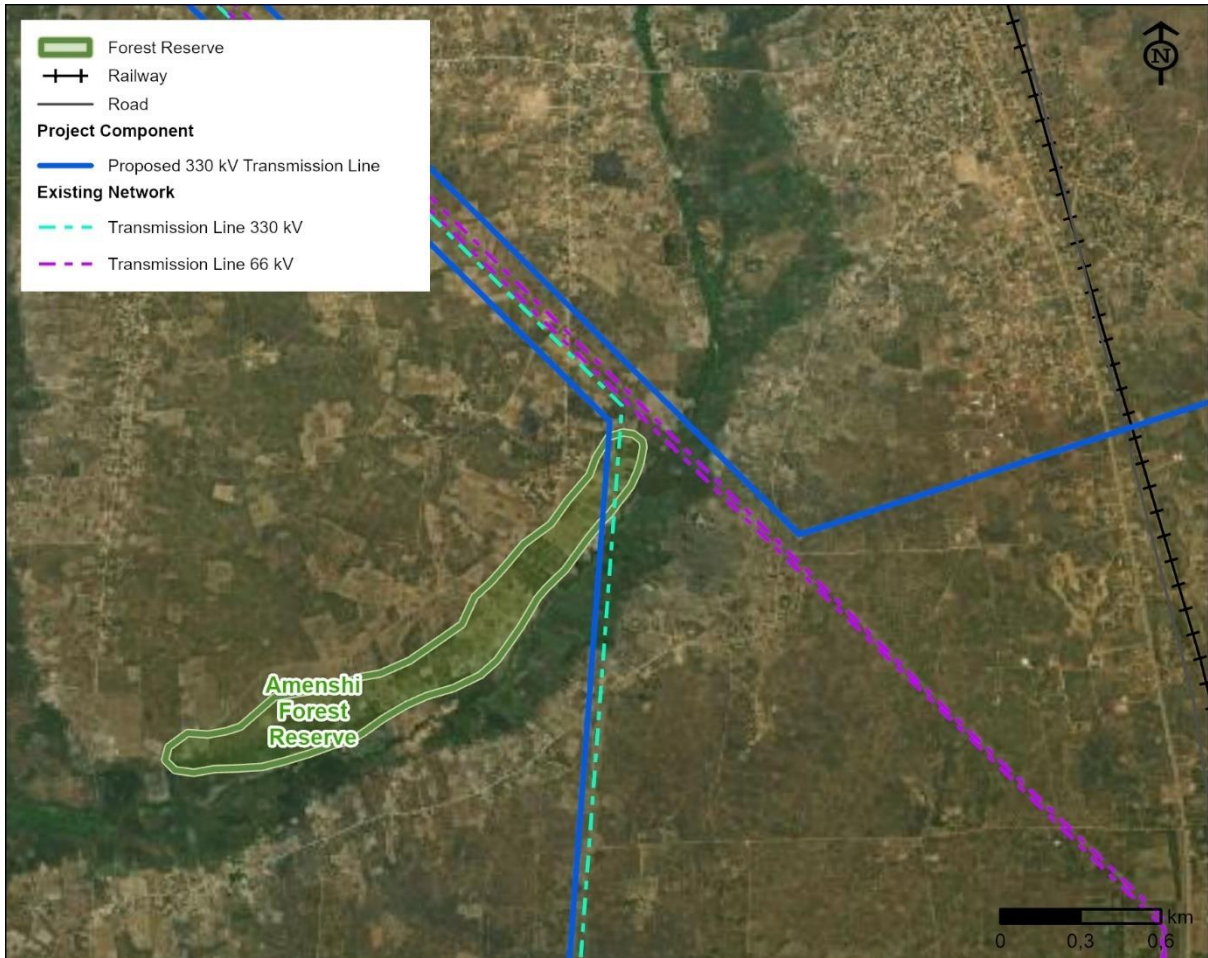 Forest Reserve
Railway
Road
Project Component
Proposed 330 kV Transmission Line
Existing Network
Transmission Line 330 kV
Transmission Line 66 kV
N
Amenshi
Forest
Reserve
km
0 0,3 0,6